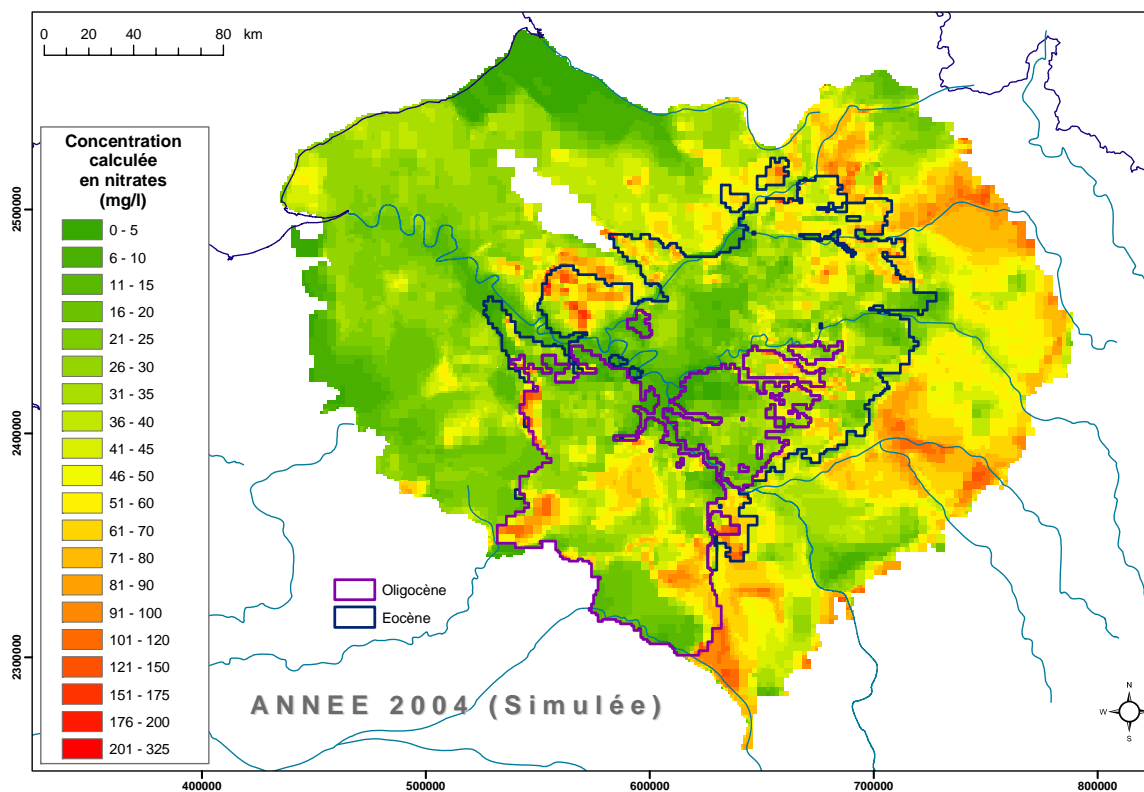 0 20 40 80 km
Concentration
calculée
en nitrates
(mg/l)
0 - 5
6 - 10
11 - 15
16 - 20
21 - 25
26 - 30
31 - 35
36 - 40
41 - 45
46 - 50
51 - 60
61 - 70
71 - 80
81 - 90
91 - 100
101 - 120
121 - 150
151 - 175
176 - 200
201 - 325
Oligocène
Eocène
ANNEE 2004 (Simulée)
N
W E
S
2500000
2400000
2300000
400000 500000 600000 700000 800000